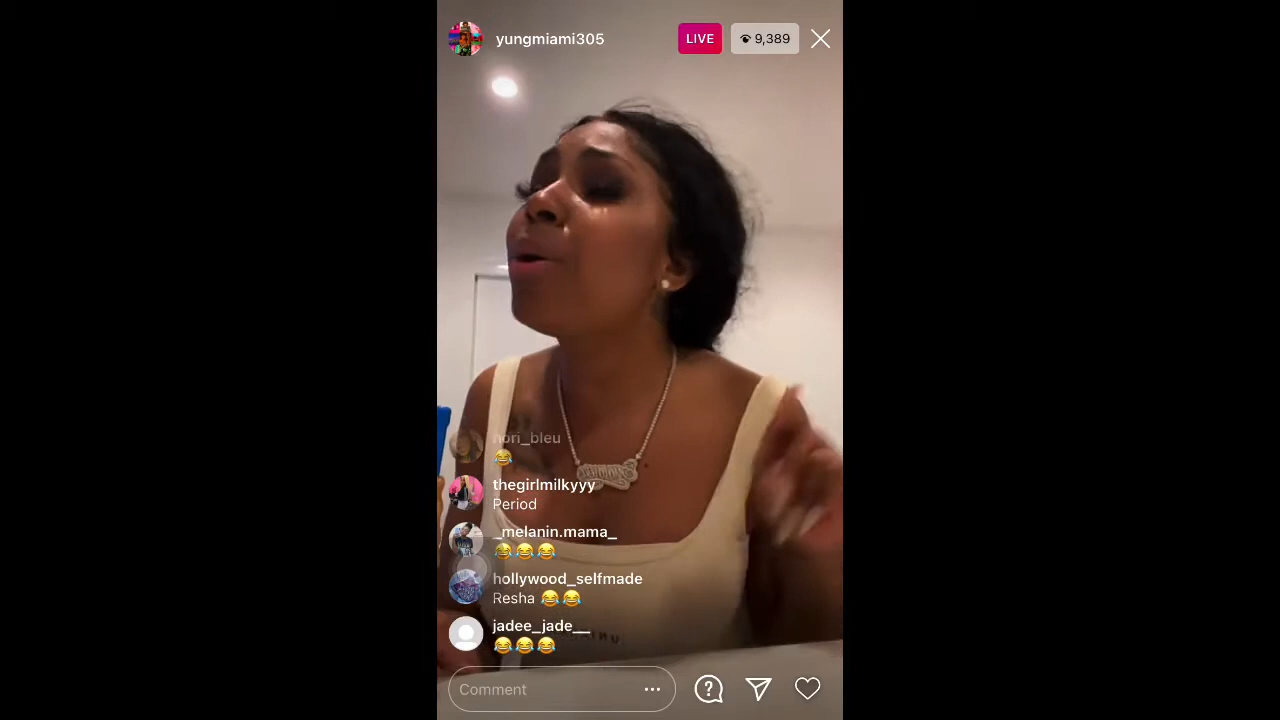 yungmiami305
LIVE
9,389
nori_bleu
😂
thegirlmilkyyy
Period
_melanin.mama_
😂😂😂
hollywood_selfmade
Resha 😂😂
jadee_jade__
😂😂😂
Comment